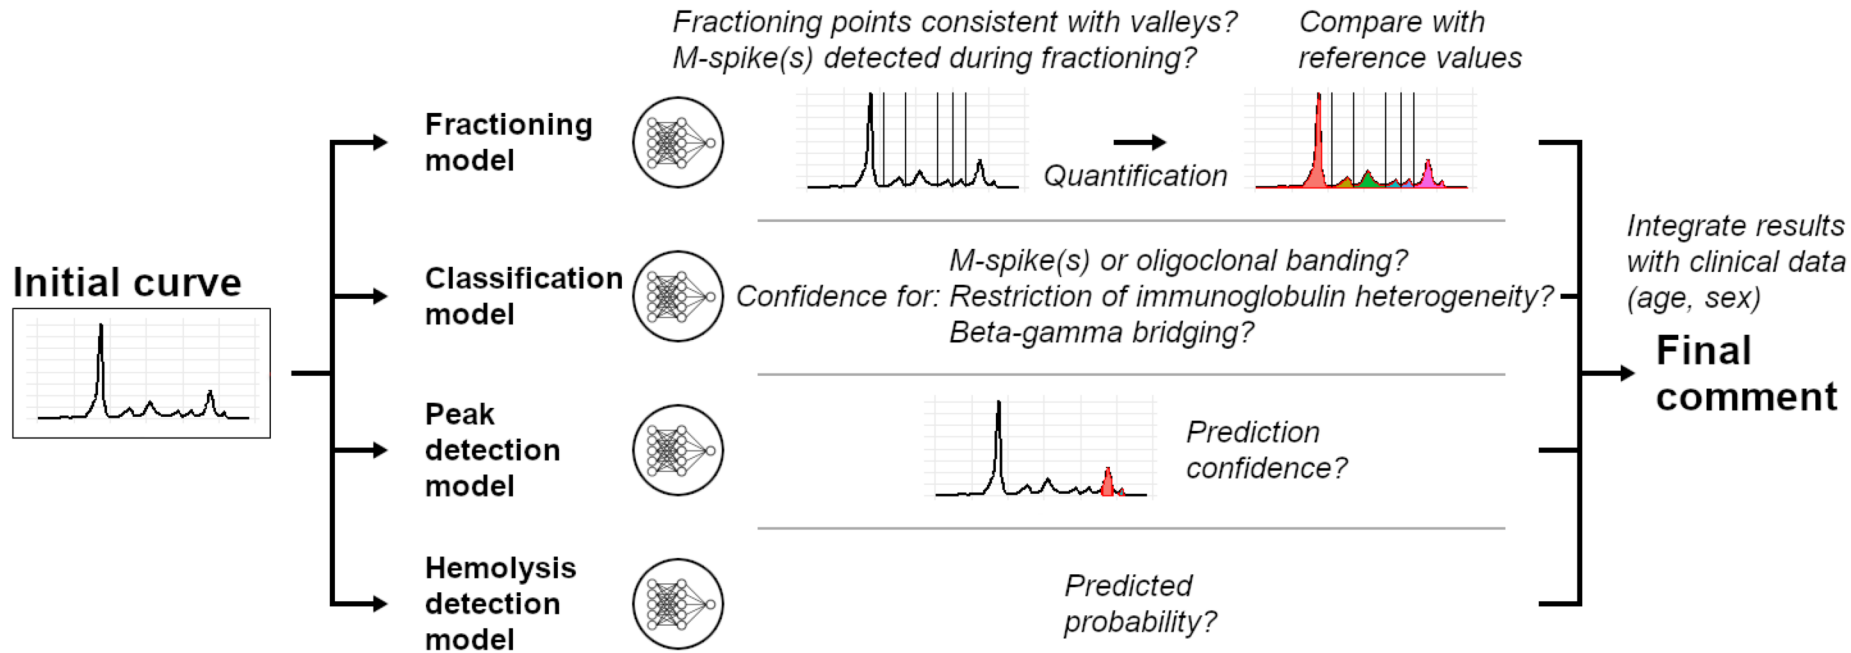 Initial curve
Fractioning
model
Fractioning points consistent with valleys?
M-spike(s) detected during fractioning?
Quantification
Compare with
reference values
Classification
model
Confidence for:
M-spike(s) or oligoclonal banding?
Restriction of immunoglobulin heterogeneity?
Beta-gamma bridging?
Peak
detection
model
Prediction
confidence?
Hemolysis
detection
model
Predicted
probability?
Integrate results
with clinical data
(age, sex)
Final
comment